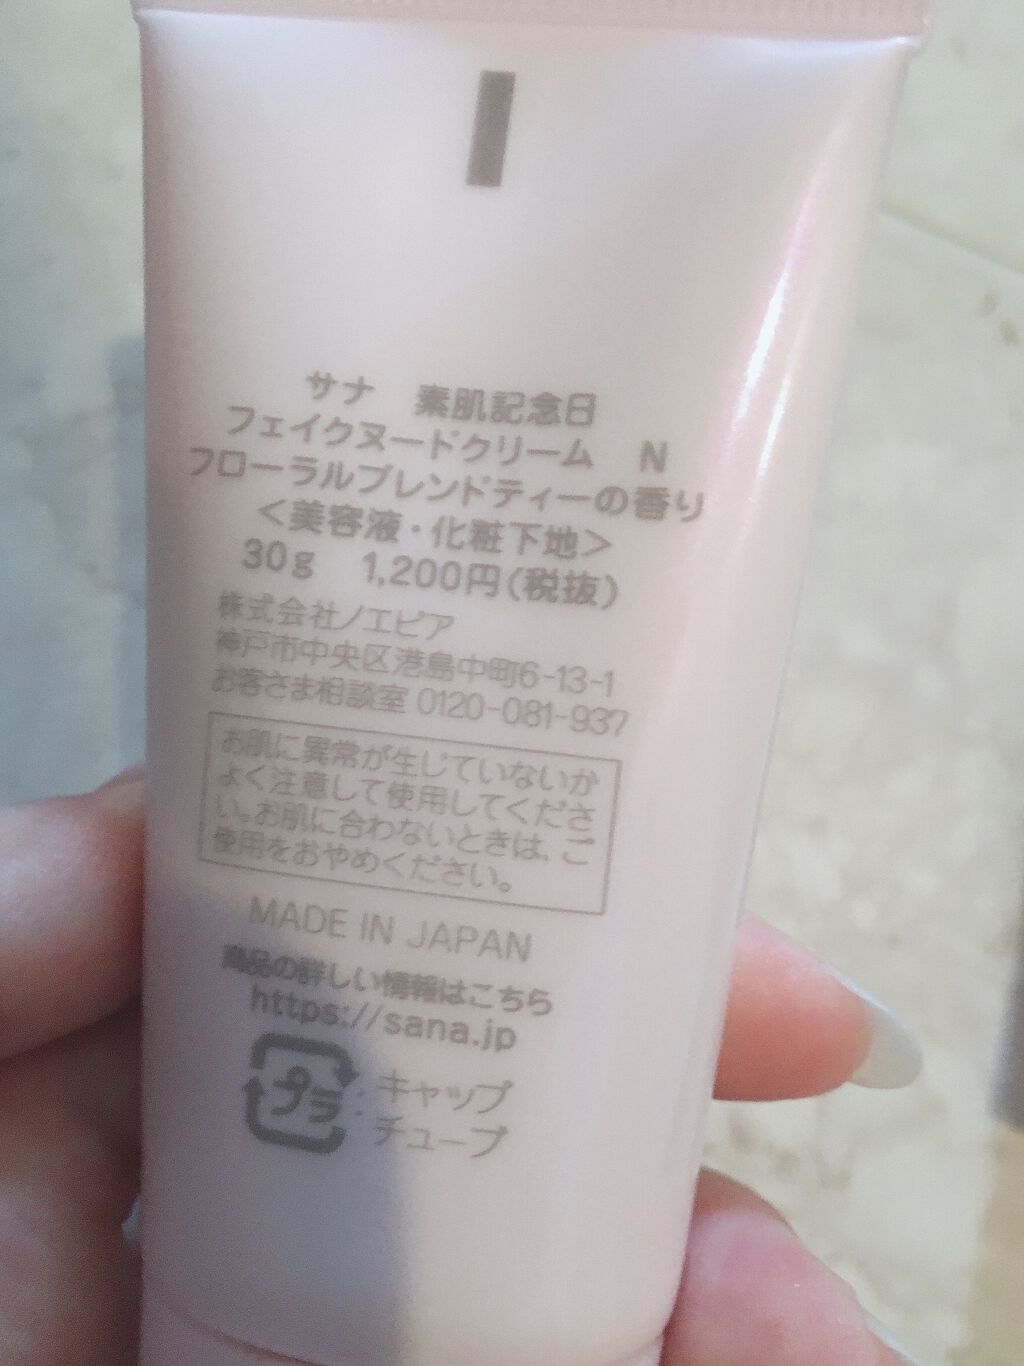 サナ　素肌記念日
フェイクヌードクリーム　N
フローラルブレンドティーの香り
＜美容液・化粧下地＞
30g　1,200円(税抜)
株式会社ノエビア
神戸市中央区港島中町6-13-1
お客さま相談室 0120-081-937
お肌に異常が生じていないか
よく注意して使用してくださ
い。お肌に合わないときは、ご
使用をおやめください。
MADE IN JAPAN
商品の詳しい情報はこちら
https://sana.jp
プラ : キャップ
チューブ